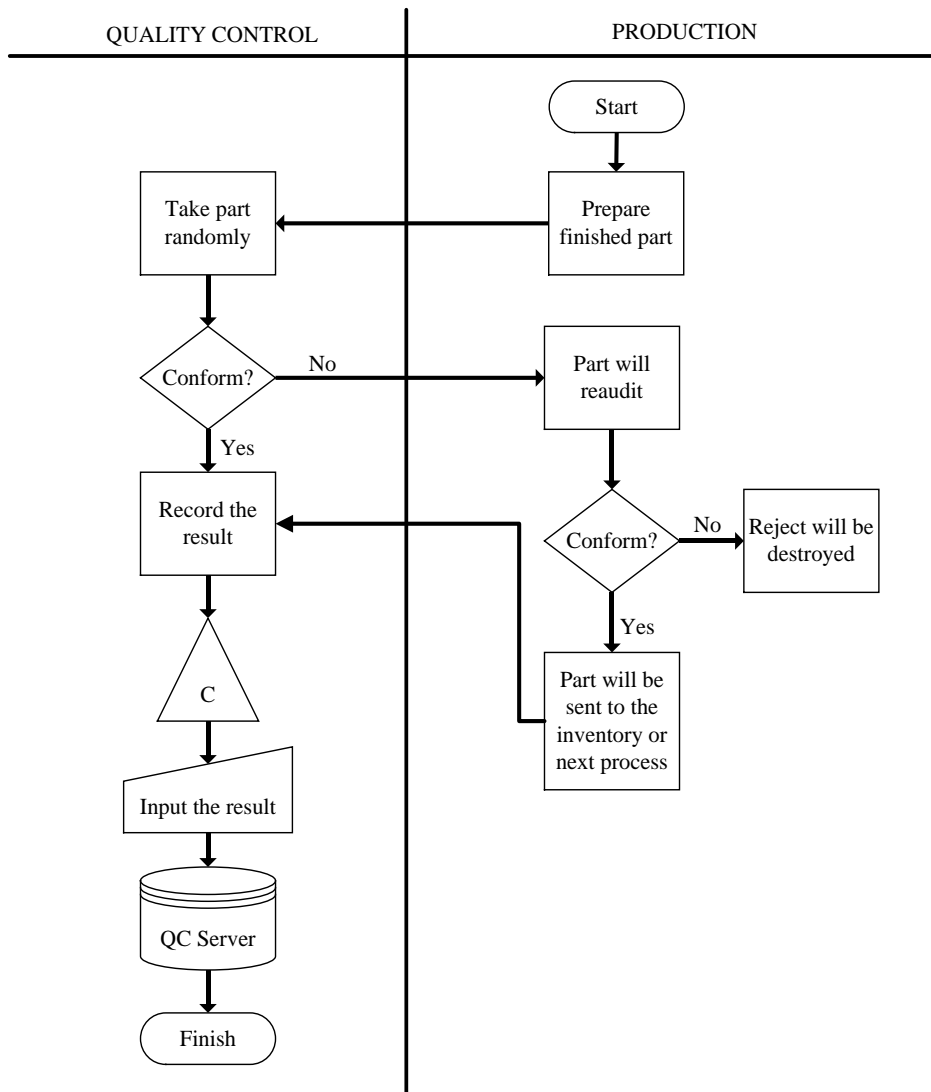 QUALITY CONTROL
PRODUCTION
Start
Take part
randomly
Prepare
finished part
Conform?
No
Part will
reaudit
Yes
Record the
result
Conform?
No
Reject will be
destroyed
Yes
C
Part will be
sent to the
inventory or
next process
Input the result
QC Server
Finish